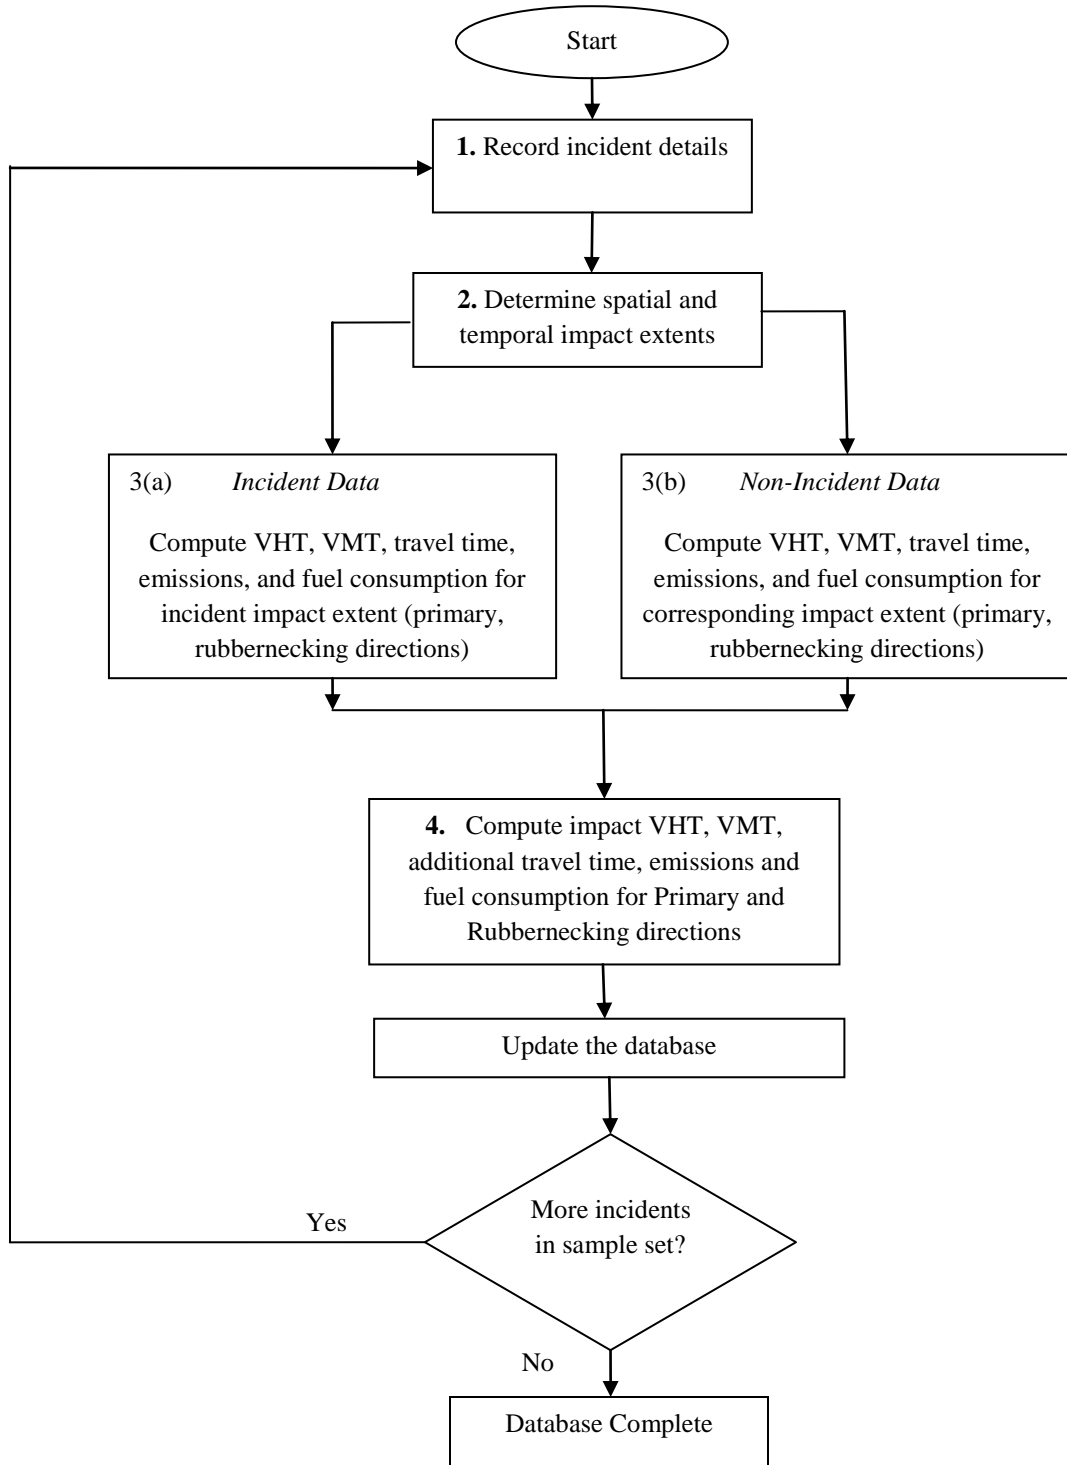 Start
1. Record incident details
2. Determine spatial and
temporal impact extents
3(a) Incident Data
Compute VHT, VMT, travel time,
emissions, and fuel consumption for
incident impact extent (primary,
rubbernecking directions)
3(b) Non-Incident Data
Compute VHT, VMT, travel time,
emissions, and fuel consumption for
corresponding impact extent (primary,
rubbernecking directions)
4. Compute impact VHT, VMT,
additional travel time, emissions and
fuel consumption for Primary and
Rubbernecking directions
Update the database
More incidents
in sample set?
Yes
No
Database Complete